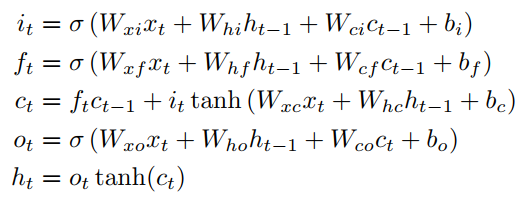 i_t = σ (W_{xi}x_t + W_{hi}h_{t−1} + W_{ci}c_{t−1} + b_i)
f_t = σ (W_{xf}x_t + W_{hf}h_{t−1} + W_{cf}c_{t−1} + b_f)
c_t = f_tc_{t−1} + i_t tanh (W_{xc}x_t + W_{hc}h_{t−1} + b_c)
o_t = σ (W_{xo}x_t + W_{ho}h_{t−1} + W_{co}c_t + b_o)
h_t = o_t tanh(c_t)